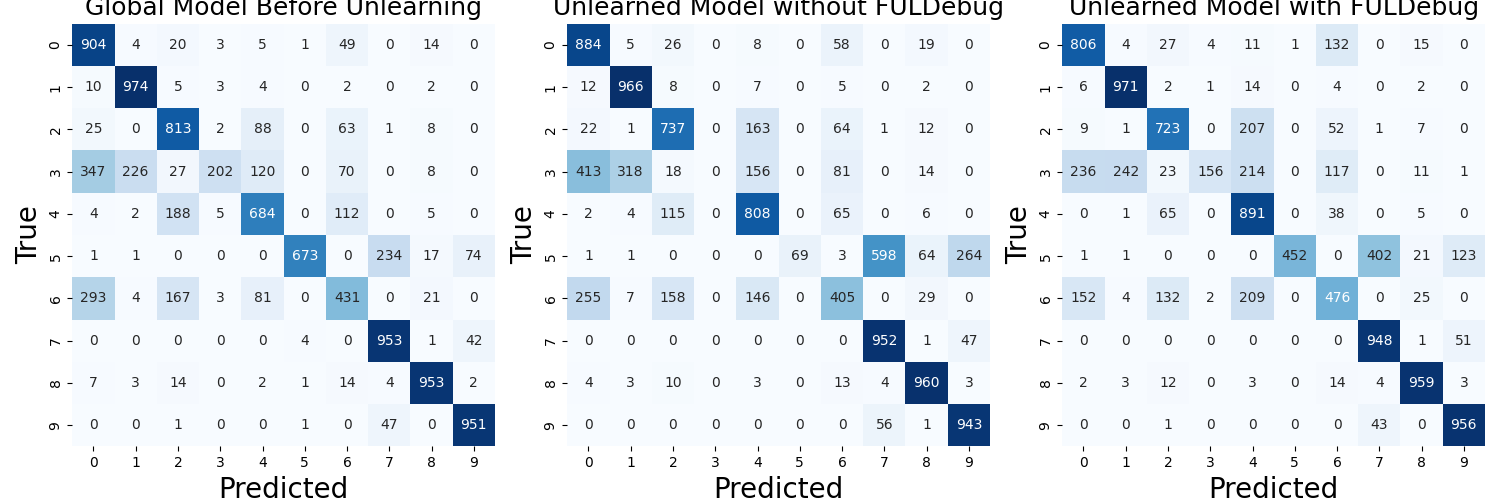 Global Model Before Unlearning
0 904 4 20 3 5 1 49 0 14 0
1 10 974 5 3 4 0 2 0 2 0
2 25 0 813 2 88 0 63 1 8 0
3 347 226 27 202 120 0 70 0 8 0
4 4 2 188 5 684 0 112 0 5 0
5 1 1 0 0 0 673 0 234 17 74
6 293 4 167 3 81 0 431 0 21 0
7 0 0 0 0 0 4 0 953 1 42
8 7 3 14 0 2 1 14 4 953 2
9 0 0 1 0 0 0 0 47 0 951
0 1 2 3 4 5 6 7 8 9
True
Predicted
Unlearned Model without FULDebug
0 884 5 26 0 8 0 58 0 19 0
1 12 966 8 0 7 0 5 0 2 0
2 22 1 737 0 163 0 64 1 12 0
3 413 318 18 0 156 0 81 0 14 0
4 2 4 115 0 808 0 65 0 6 0
5 1 1 0 0 0 69 3 598 64 264
6 255 7 158 0 146 0 405 0 29 0
7 0 0 0 0 0 0 0 952 1 47
8 4 3 10 0 3 0 13 4 960 3
9 0 0 0 0 0 0 0 56 1 943
0 1 2 3 4 5 6 7 8 9
True
Predicted
Unlearned Model with FULDebug
0 806 4 27 4 11 1 132 0 15 0
1 6 971 2 1 14 0 4 0 2 0
2 9 1 723 0 207 0 52 1 7 0
3 236 242 23 156 214 0 117 0 11 1
4 0 1 65 0 891 0 38 0 5 0
5 1 1 0 0 0 452 0 402 21 123
6 152 4 132 2 209 0 476 0 25 0
7 0 0 0 0 0 0 0 948 1 51
8 2 3 12 0 3 0 14 4 959 3
9 0 0 1 0 0 0 0 43 0 956
0 1 2 3 4 5 6 7 8 9
True
Predicted